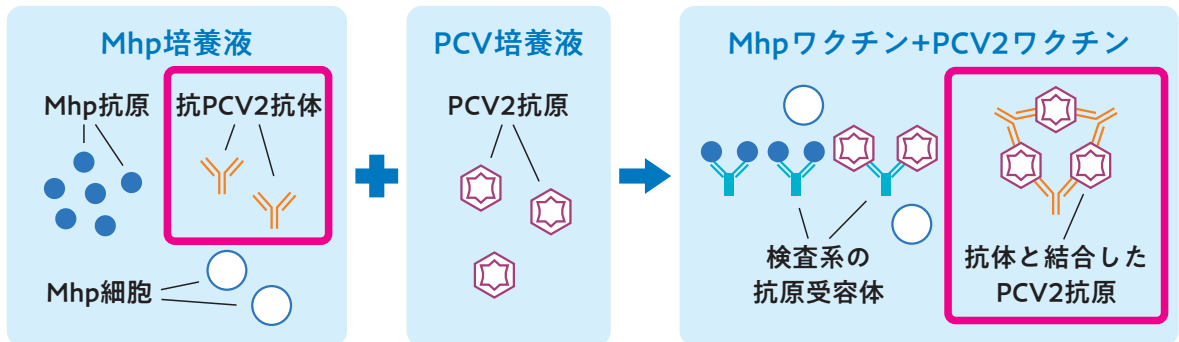 Mhp培養液
Mhp抗原
抗PCV2抗体
Mhp細胞
PCV培養液
PCV2抗原
Mhpワクチン+PCV2ワクチン
検査系の
抗原受容体
抗体と結合した
PCV2抗原